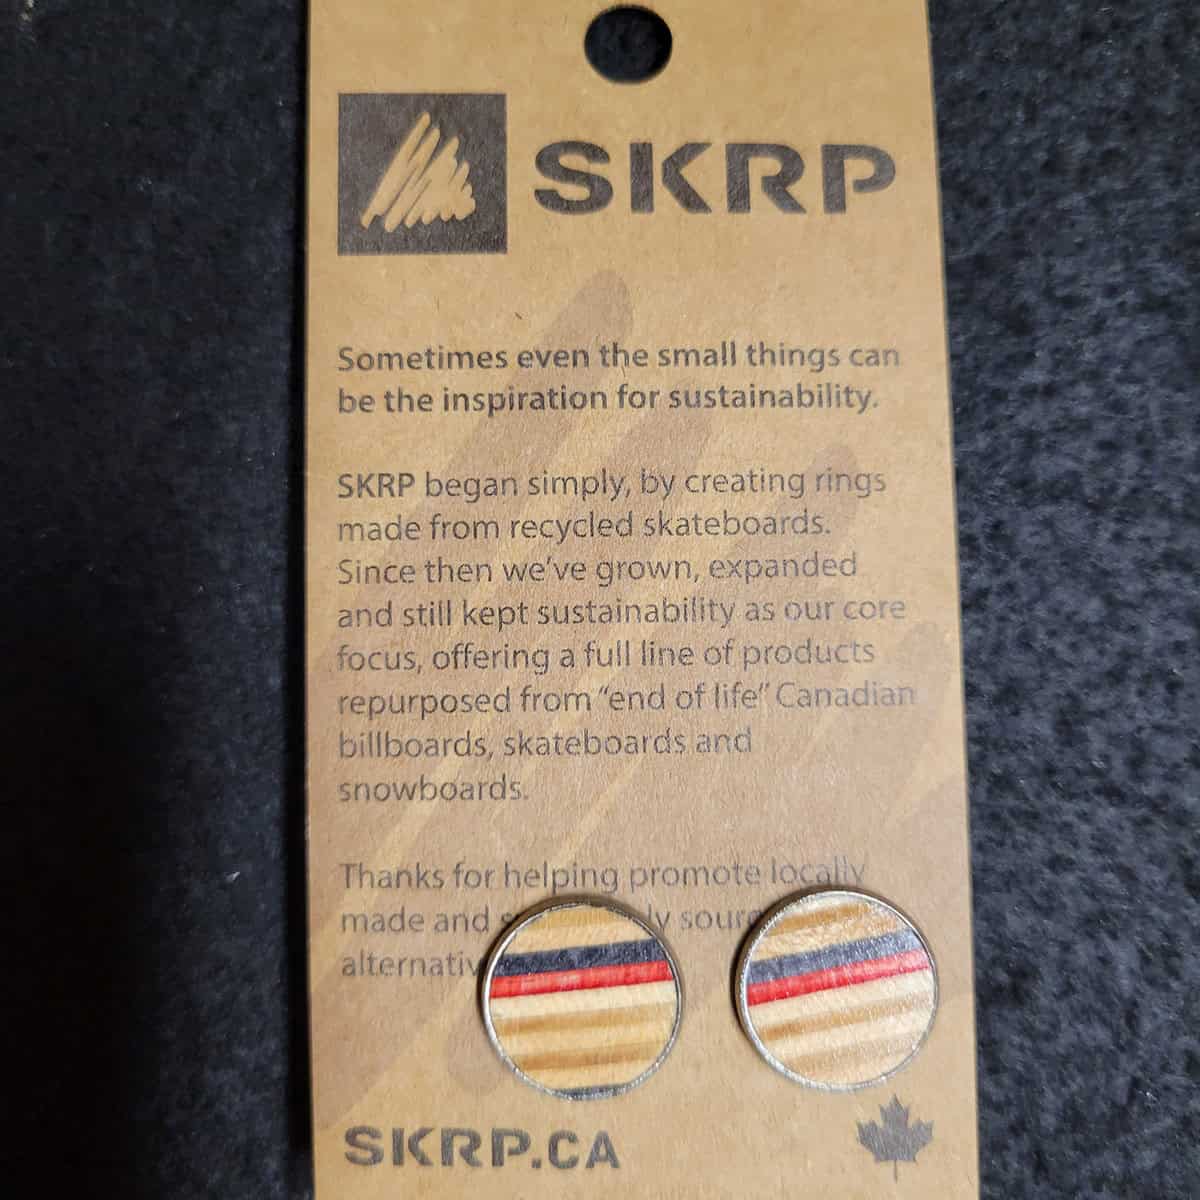 SKRP
Sometimes even the small things can
be the inspiration for sustainability.
SKRP began simply, by creating rings
made from recycled skateboards.
Since then we've grown, expanded
and still kept sustainability as our core
focus, offering a full line of products
repurposed from "end of life" Canadian
billboards, skateboards and
snowboards.
Thanks for helping promote locally
made and
SKRP.CA